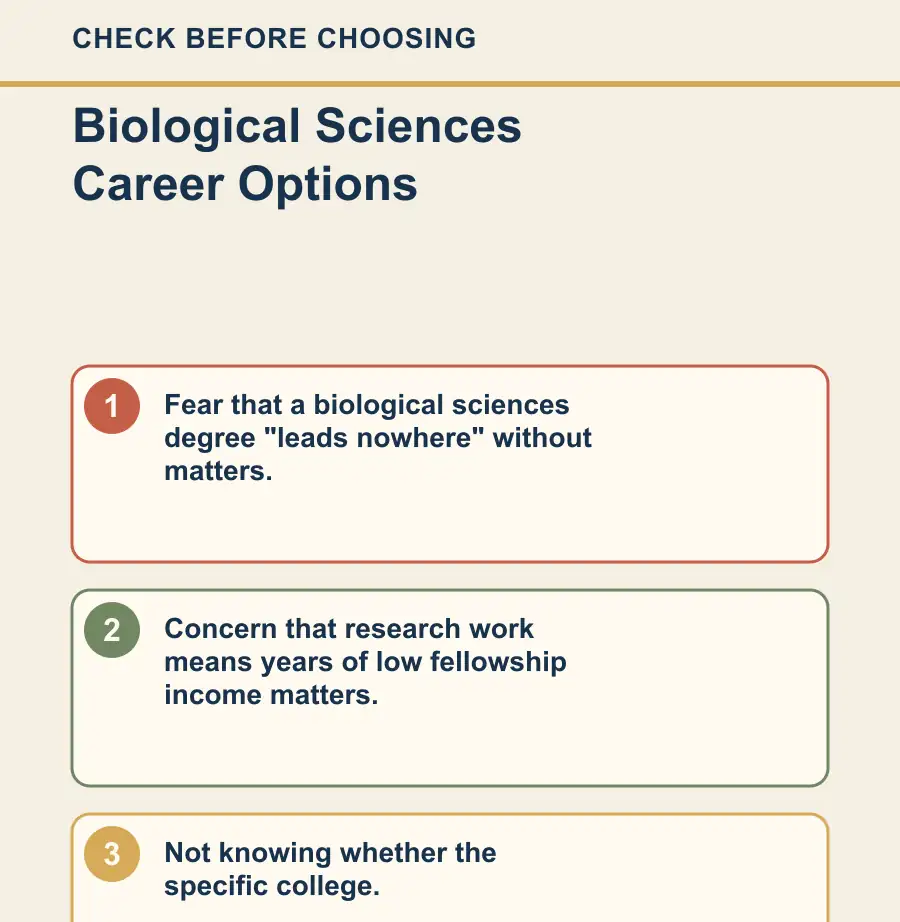 CHECK BEFORE CHOOSING
Biological Sciences
Career Options
1
Fear that a biological sciences
degree "leads nowhere" without
matters.
2
Concern that research work
means years of low fellowship
income matters.
3
Not knowing whether the
specific college.